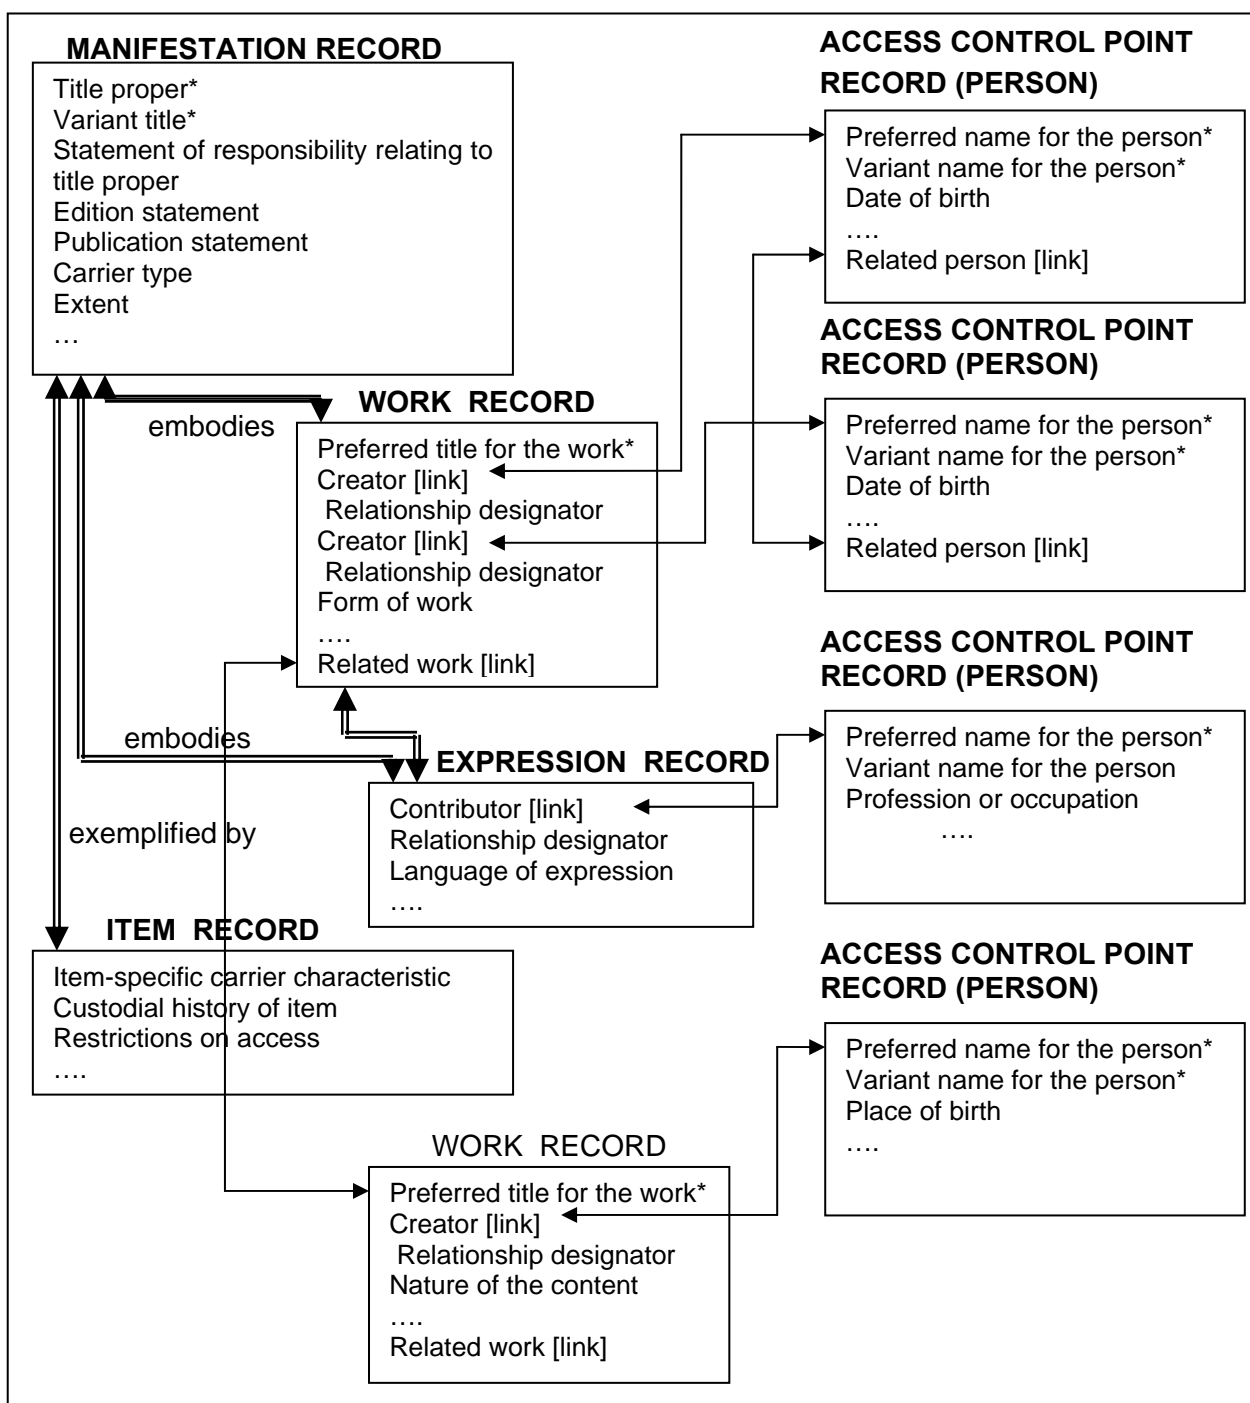 MANIFESTATION RECORD
Title proper*
Variant title*
Statement of responsibility relating to
title proper
Edition statement
Publication statement
Carrier type
Extent
…
ACCESS CONTROL POINT
RECORD (PERSON)
Preferred name for the person*
Variant name for the person*
Date of birth
….
Related person [link]
ACCESS CONTROL POINT
RECORD (PERSON)
Preferred name for the person*
Variant name for the person*
Date of birth
….
Related person [link]
embodies
WORK RECORD
Preferred title for the work*
Creator [link]
Relationship designator
Creator [link]
Relationship designator
Form of work
….
Related work [link]
ACCESS CONTROL POINT
RECORD (PERSON)
Preferred name for the person*
Variant name for the person
Profession or occupation
….
embodies
EXPRESSION RECORD
Contributor [link]
Relationship designator
Language of expression
….
exemplified by
ITEM RECORD
Item-specific carrier characteristic
Custodial history of item
Restrictions on access
….
ACCESS CONTROL POINT
RECORD (PERSON)
Preferred name for the person*
Variant name for the person*
Place of birth
….
WORK RECORD
Preferred title for the work*
Creator [link]
Relationship designator
Nature of the content
….
Related work [link]